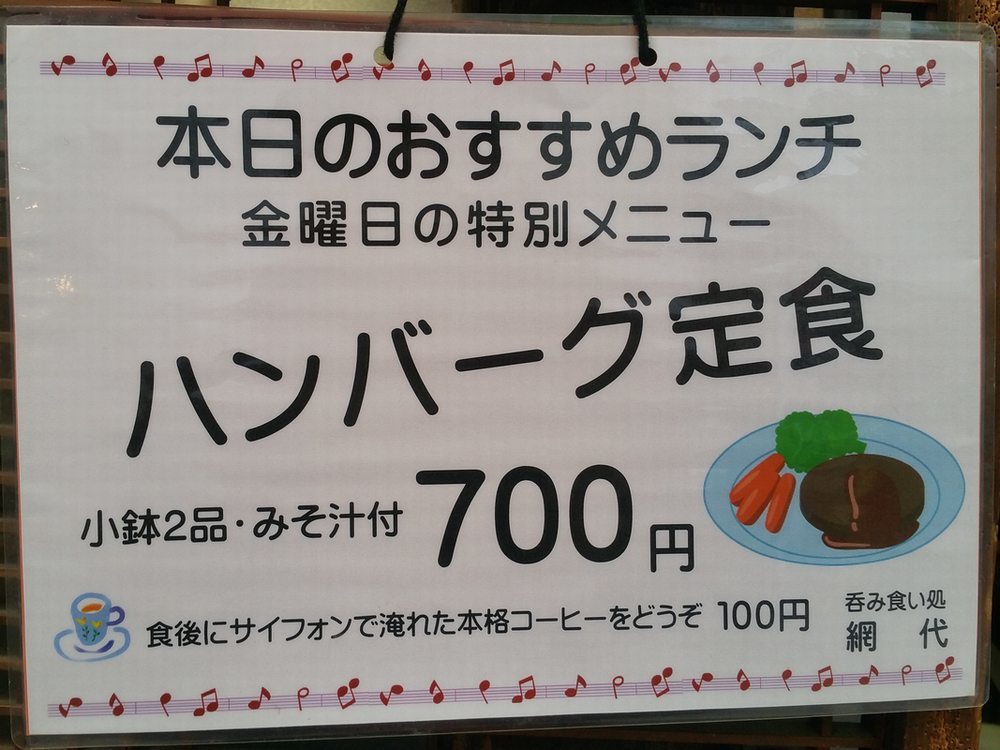 本日のおすすめランチ
金曜日の特別メニュー
ハンバーグ定食
小鉢2品・みそ汁付 700円
食後にサイフォンで淹れた本格コーヒーをどうぞ 100円
呑み食い処
網代